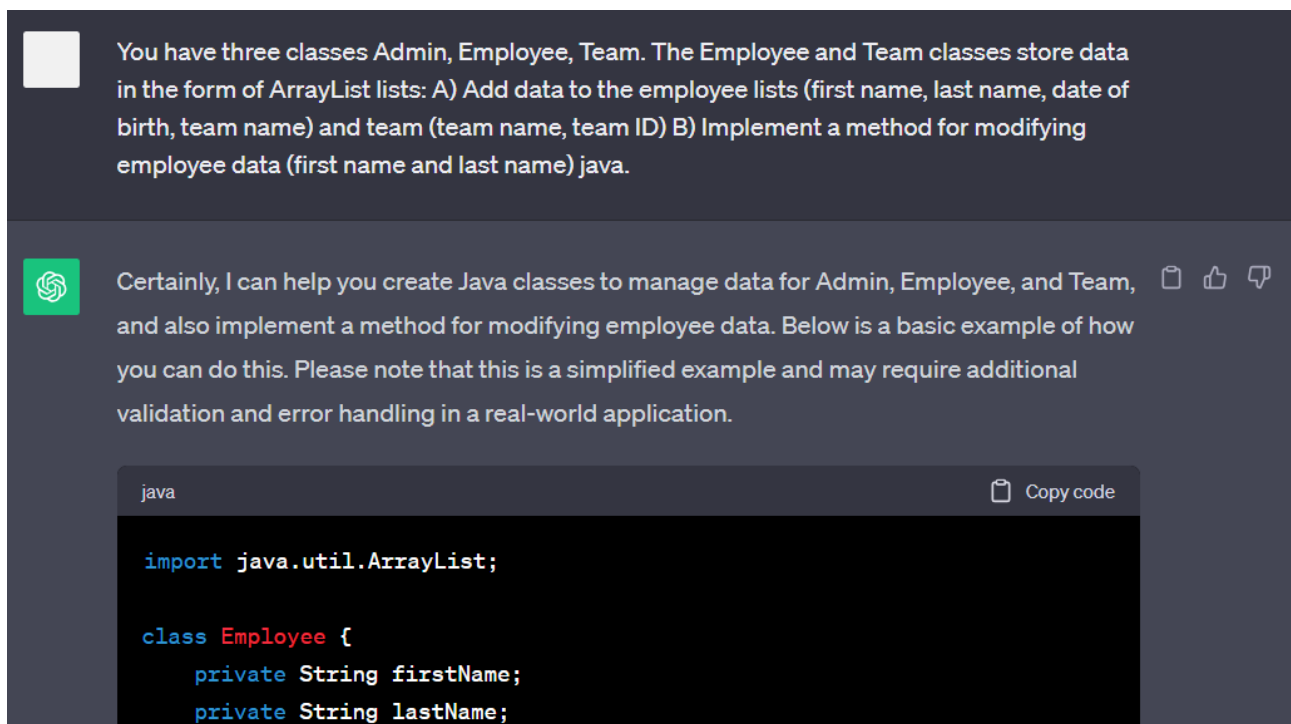 You have three classes Admin, Employee, Team. The Employee and Team classes store data
in the form of ArrayList lists: A) Add data to the employee lists (first name, last name, date of
birth, team name) and team (team name, team ID) B) Implement a method for modifying
employee data (first name and last name) java.
Certainly, I can help you create Java classes to manage data for Admin, Employee, and Team,
and also implement a method for modifying employee data. Below is a basic example of how
you can do this. Please note that this is a simplified example and may require additional
validation and error handling in a real-world application.
java Copy code
import java.util.ArrayList;
class Employee {
private String firstName;
private String lastName;